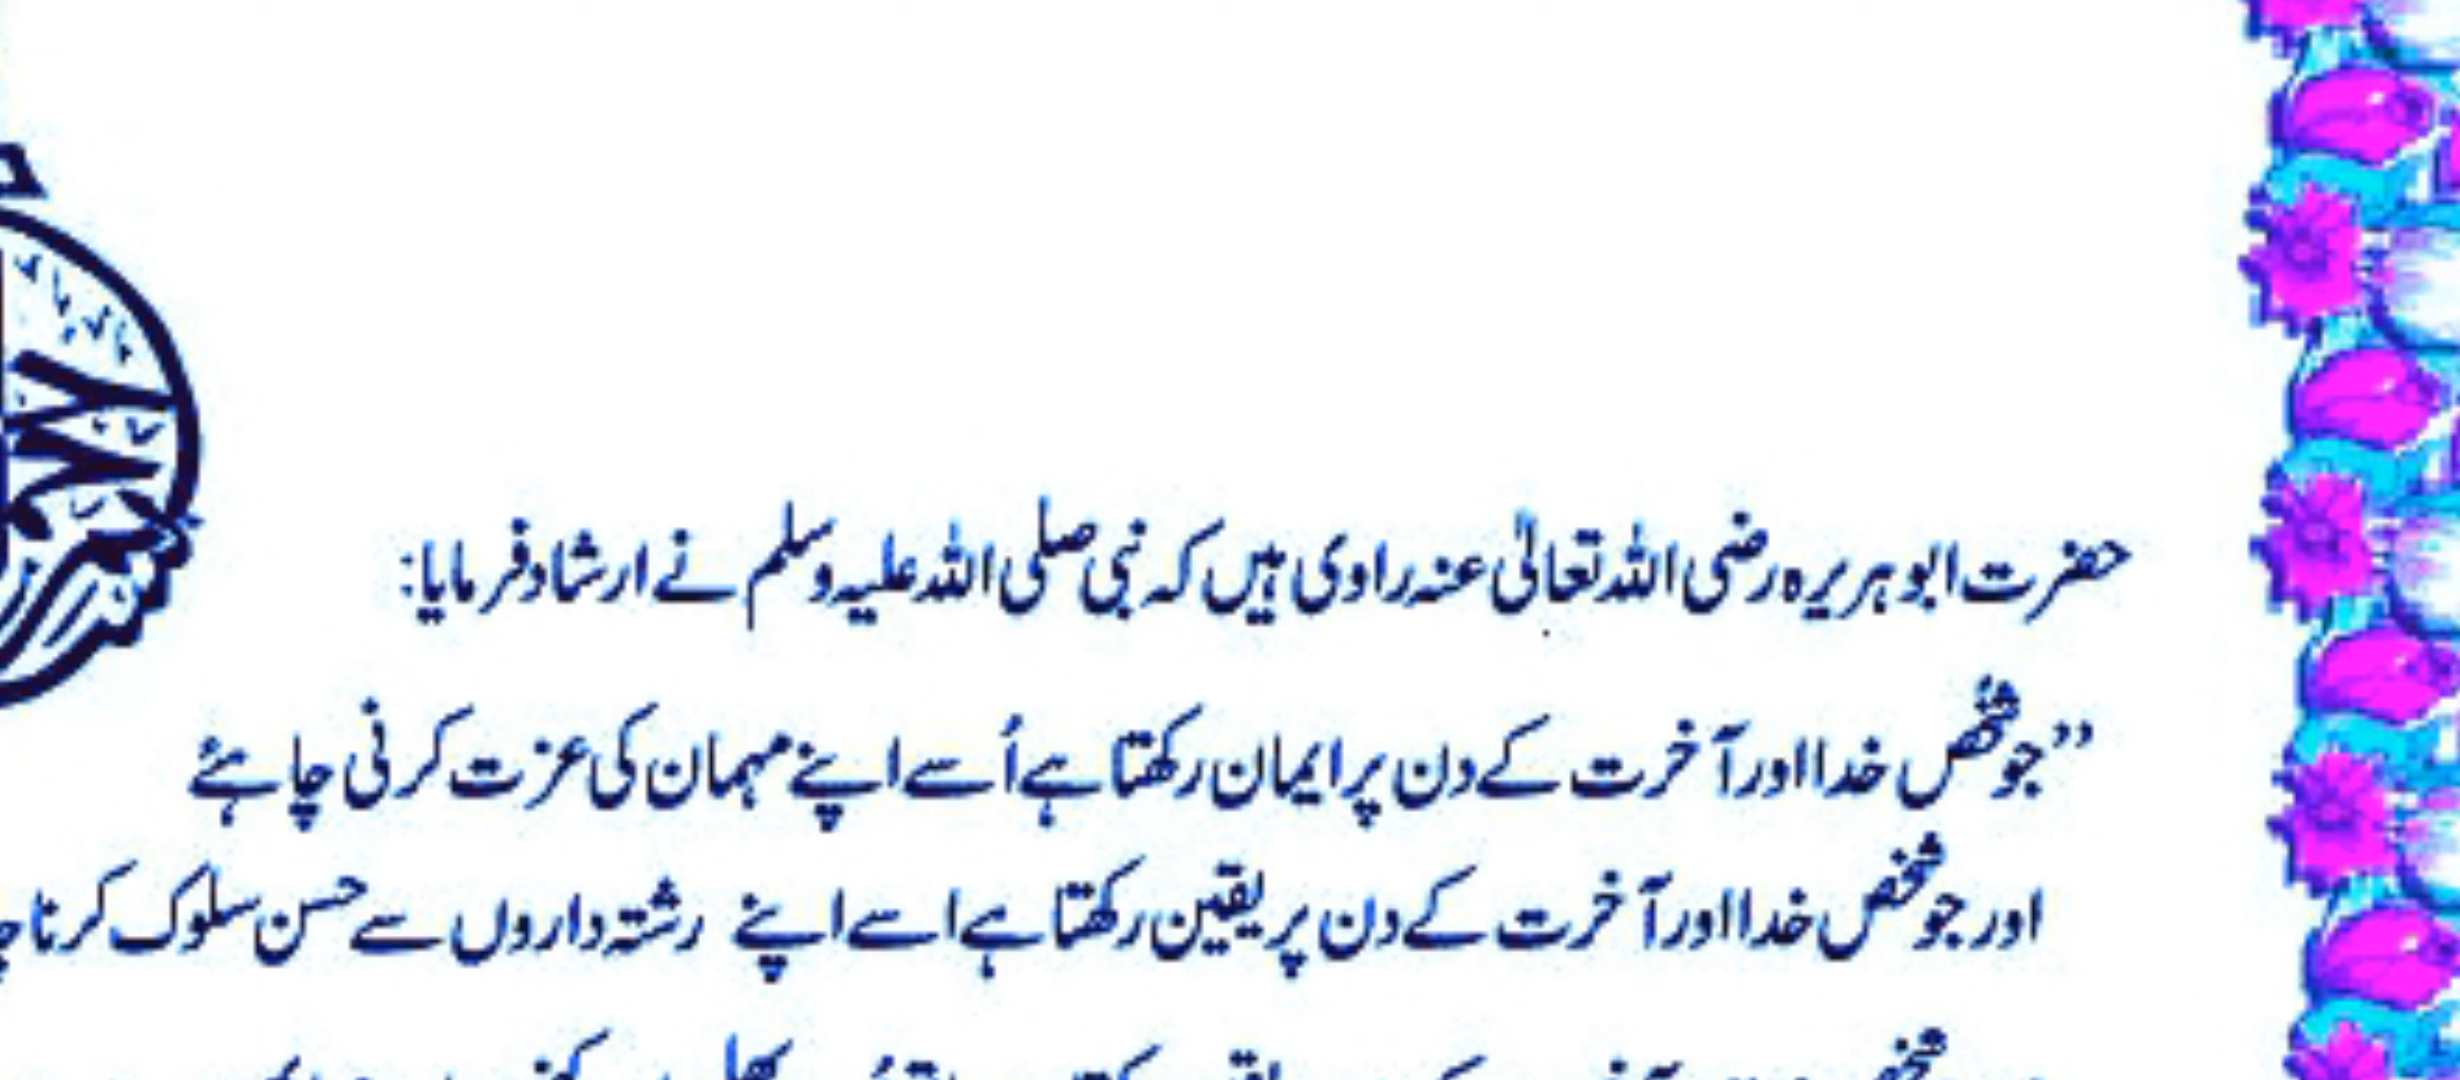 حضرت ابو ہریرہ رضی اللہ تعالیٰ عنہ راوی ہیں کہ نبی صلی اللہ علیہ وسلم نے ارشاد فرمایا:
”جو شخص خدا اور آخرت کے دن پر ایمان رکھتا ہے اُسے اپنے مہمان کی عزت کرنی چاہئے
اور جو شخص خدا اور آخرت کے دن پر یقین رکھتا ہے اسے اپنے رشتہ داروں سے حسن سلوک کرنا